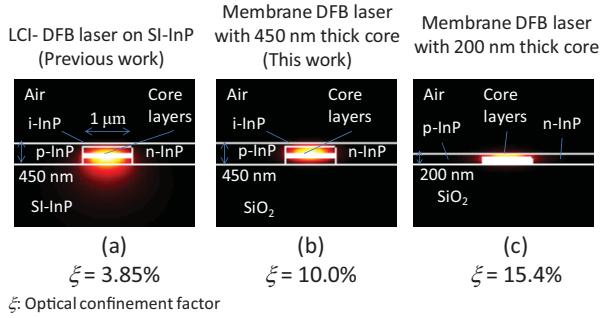 LCI- DFB laser on SI-InP
(Previous work)
Air
i-InP
1 μm
Core
layers
p-InP
n-InP
450 nm
SI-InP
(a)
ξ = 3.85%
Membrane DFB laser
with 450 nm thick core
(This work)
Air
i-InP
Core
layers
p-InP
n-InP
450 nm
SiO₂
(b)
ξ = 10.0%
Membrane DFB laser
with 200 nm thick core
Air
Core
layers
p-InP
n-InP
200 nm
SiO₂
(c)
ξ = 15.4%
ξ: Optical confinement factor